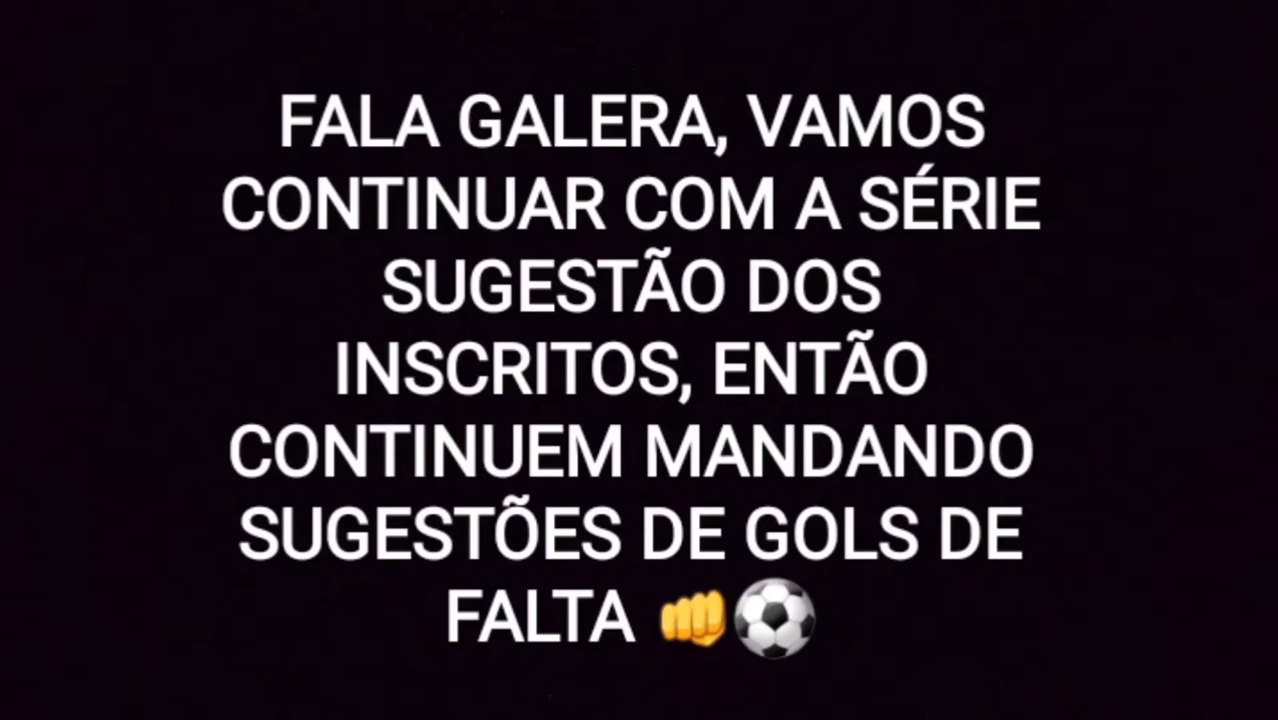 FALA GALERA, VAMOS
CONTINUAR COM A SÉRIE
SUGESTÃO DOS
INSCRITOS, ENTÃO
CONTINUEM MANDANDO
SUGESTÕES DE GOLS DE
FALTA 👊⚽